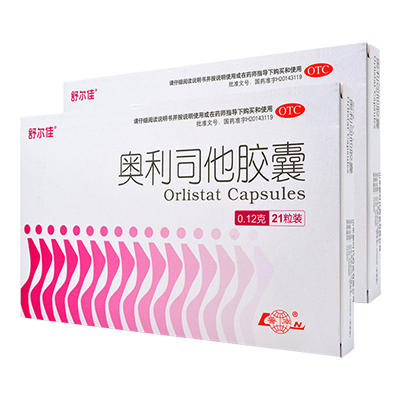 舒尔佳®
请仔细阅读说明书并按说明使用或在药师指导下购买和使用
批准文号：国药准字H20143119
OTC
舒尔佳®
请仔细阅读说明书并按说明使用或在药师指导下购买和使用
批准文号：国药准字H20143119
OTC
奥利司他胶囊
Orlistat Capsules
0.12克 21粒装